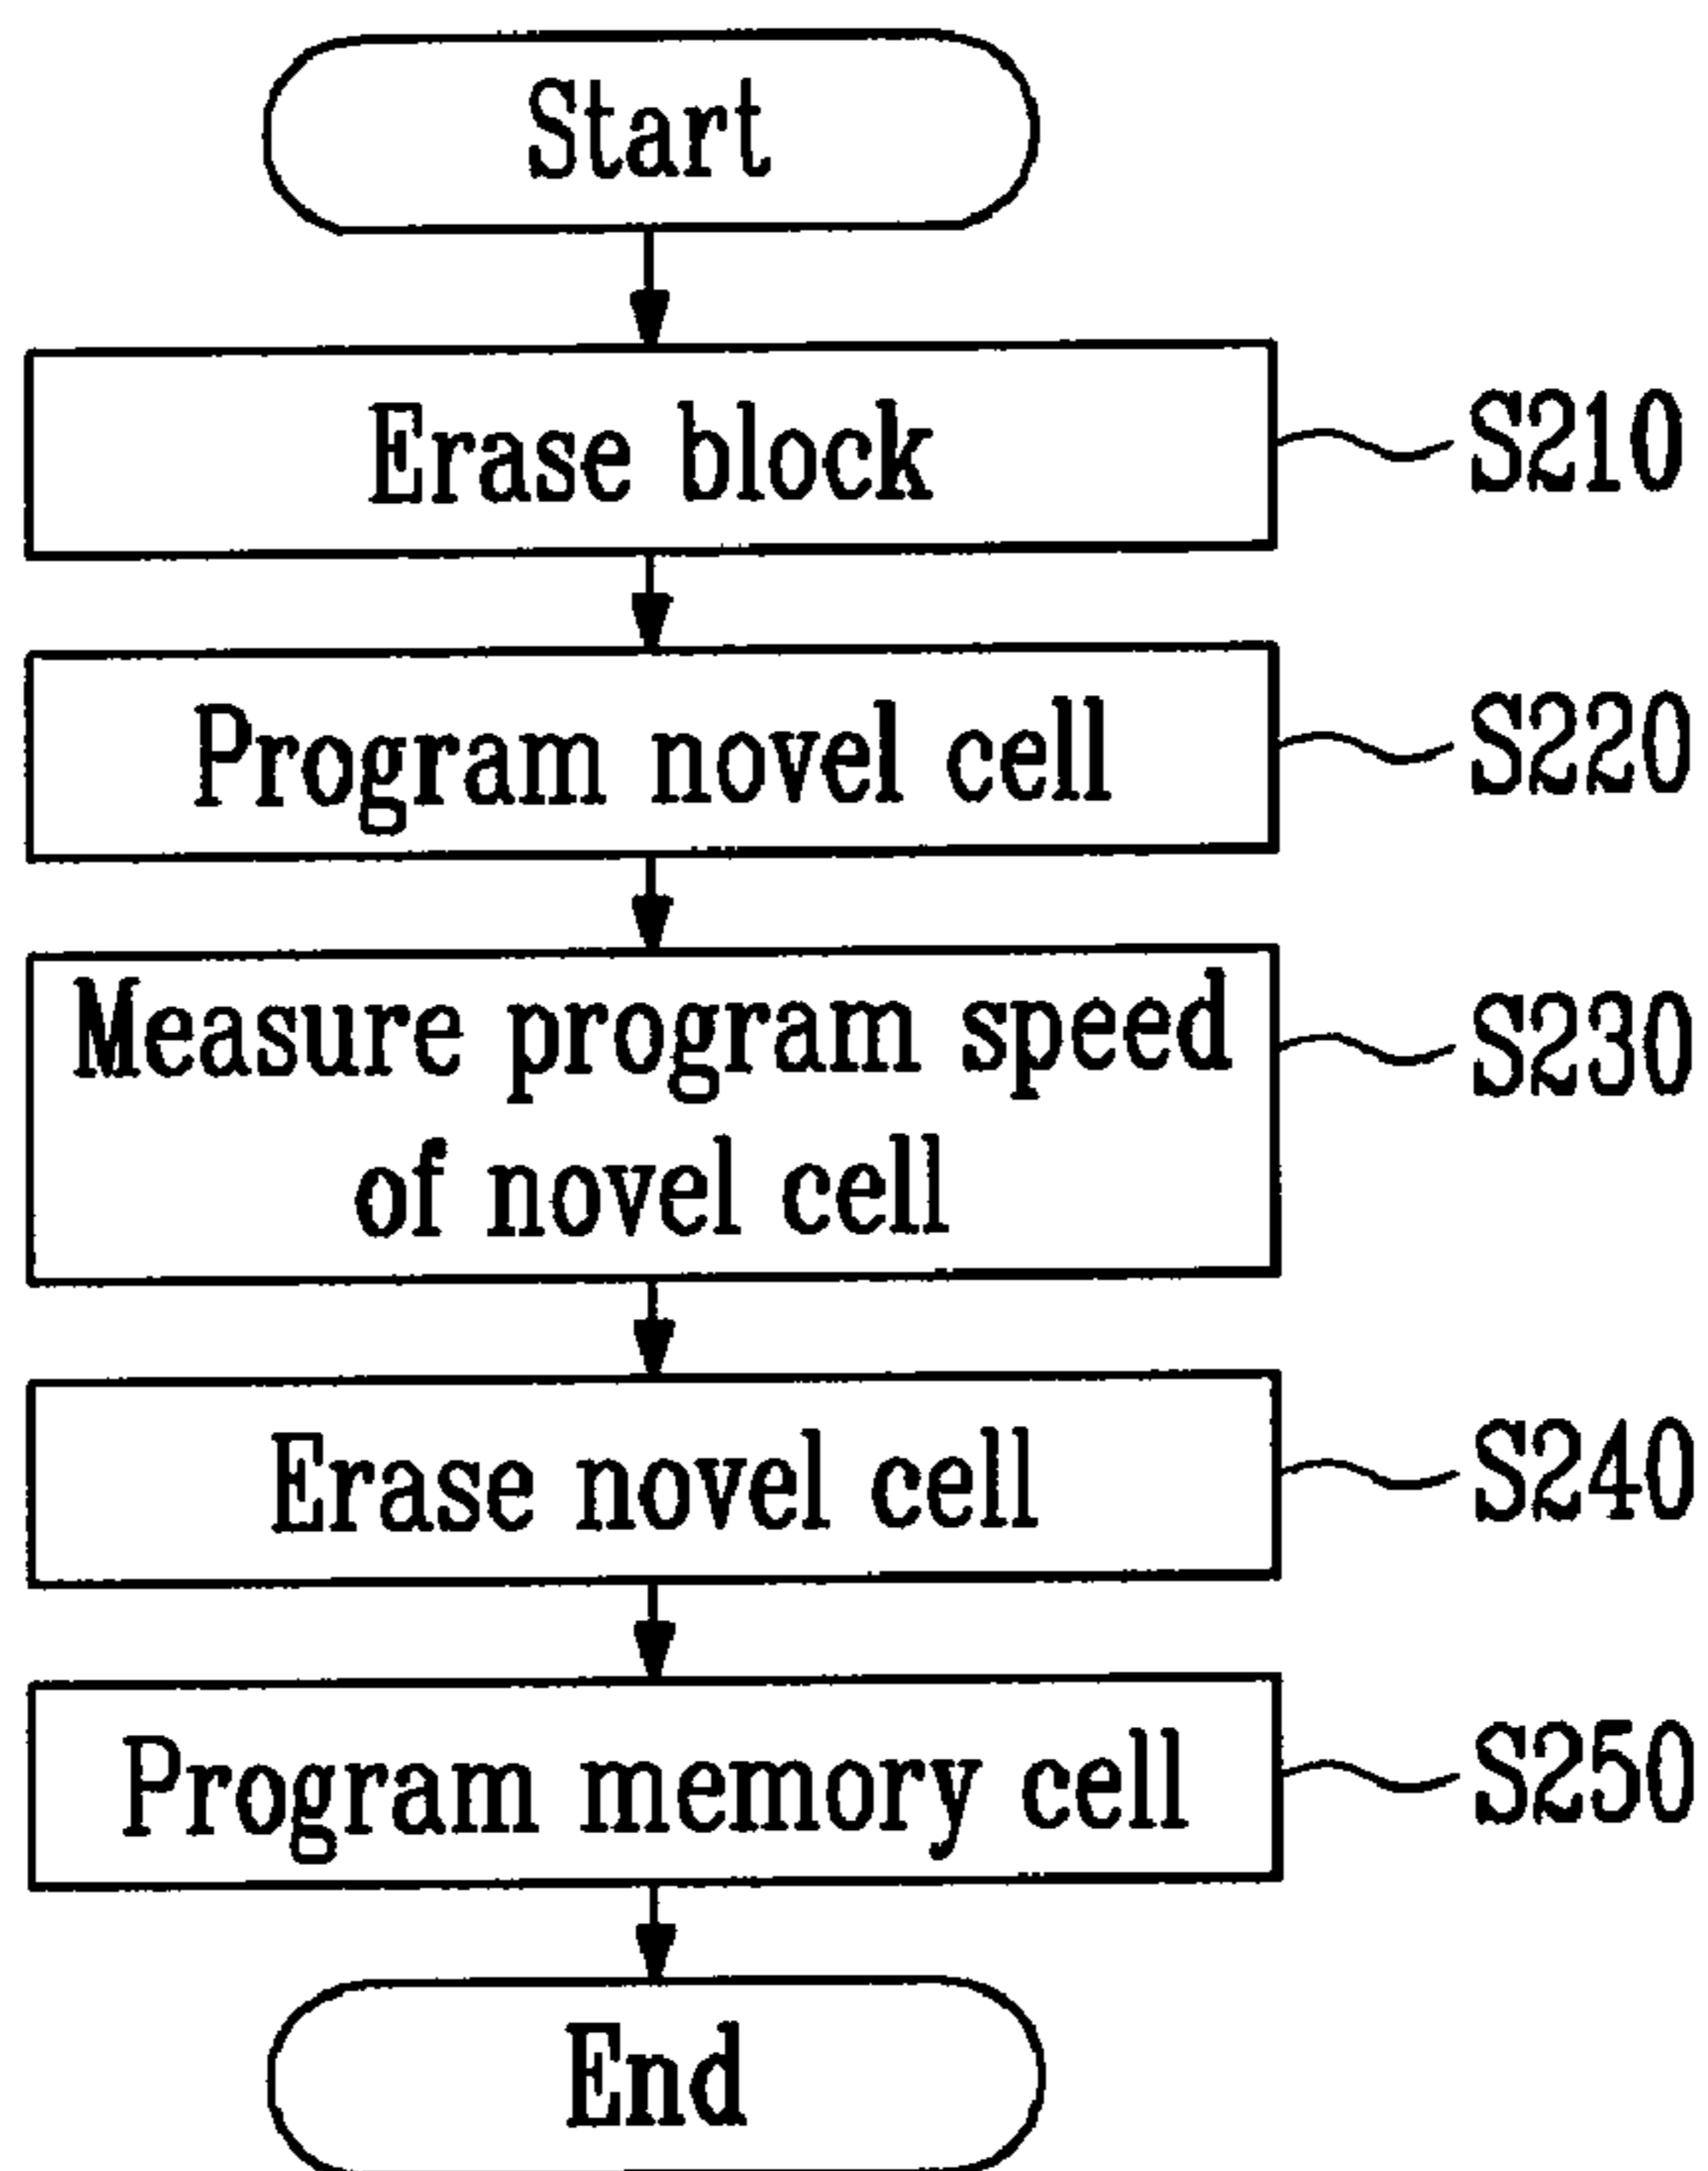 Start
Erase block
S210
Program novel cell
S220
Measure program speed
of novel cell
S230
Erase novel cell
S240
Program memory cell
S250
End